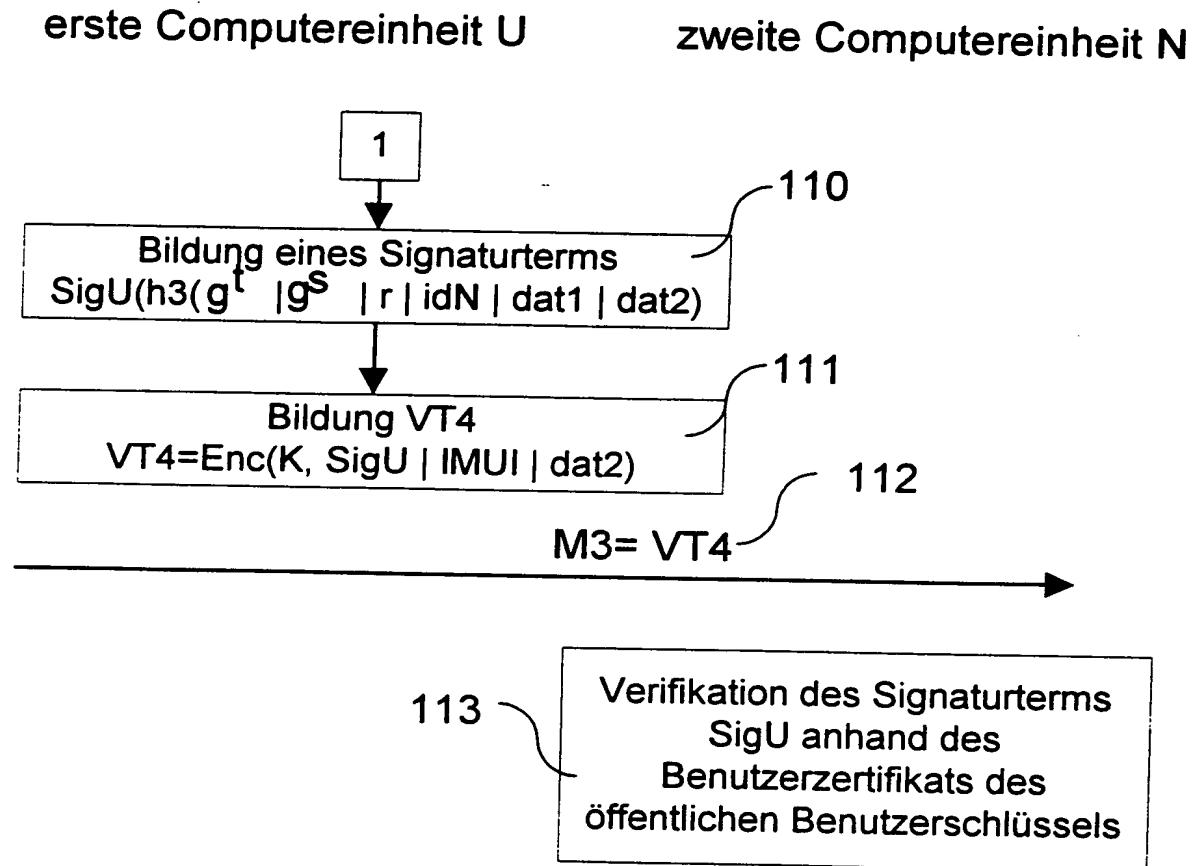 erste Computereinheit U
zweite Computereinheit N
1
110
Bildung eines Signaturterms
SigU(h3(g^t |g^s | r | idN | dat1 | dat2)
111
Bildung VT4
VT4=Enc(K, SigU | IMUI | dat2)
112
M3= VT4
113
Verifikation des Signaturterms
SigU anhand des
Benutzerzertifikats des
öffentlichen Benutzerschlüssels